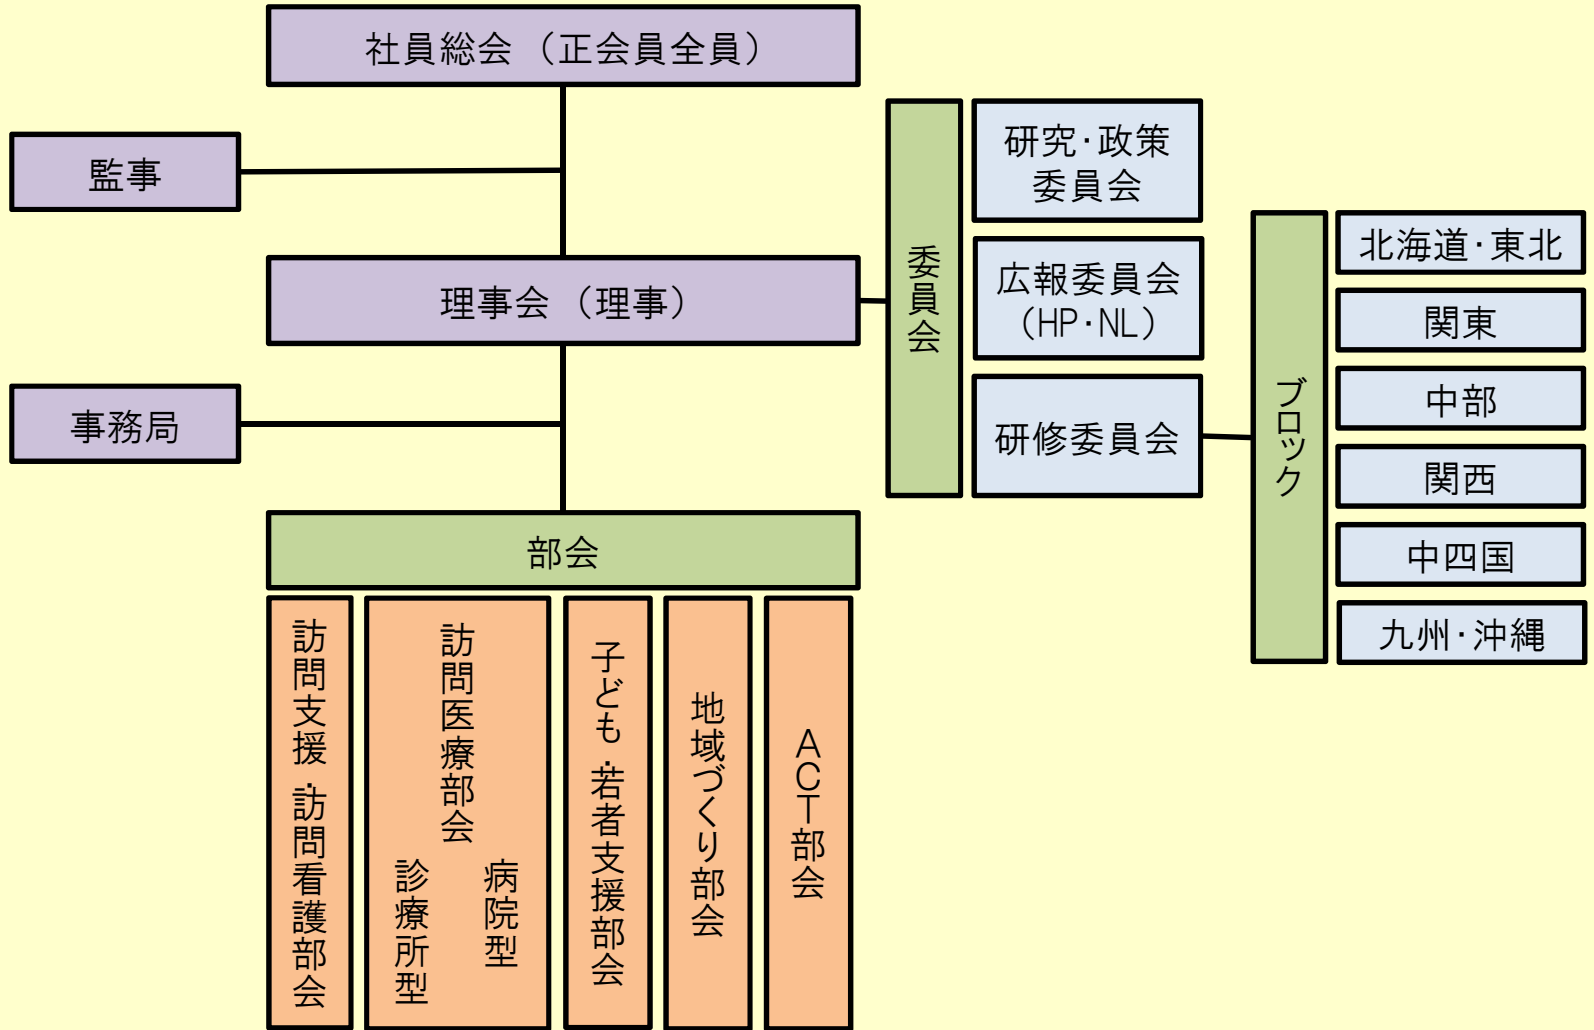 社員総会（正会員全員）
監事
理事会（理事）
事務局
委員会
研究・政策
委員会
広報委員会
（HP・NL）
研修委員会
ブロック
北海道・東北
関東
中部
関西
中四国
九州・沖縄
部会
訪問支援・訪問看護部会
訪問医療部会
病院型
診療所型
子ども・若者支援部会
地域づくり部会
ACT部会